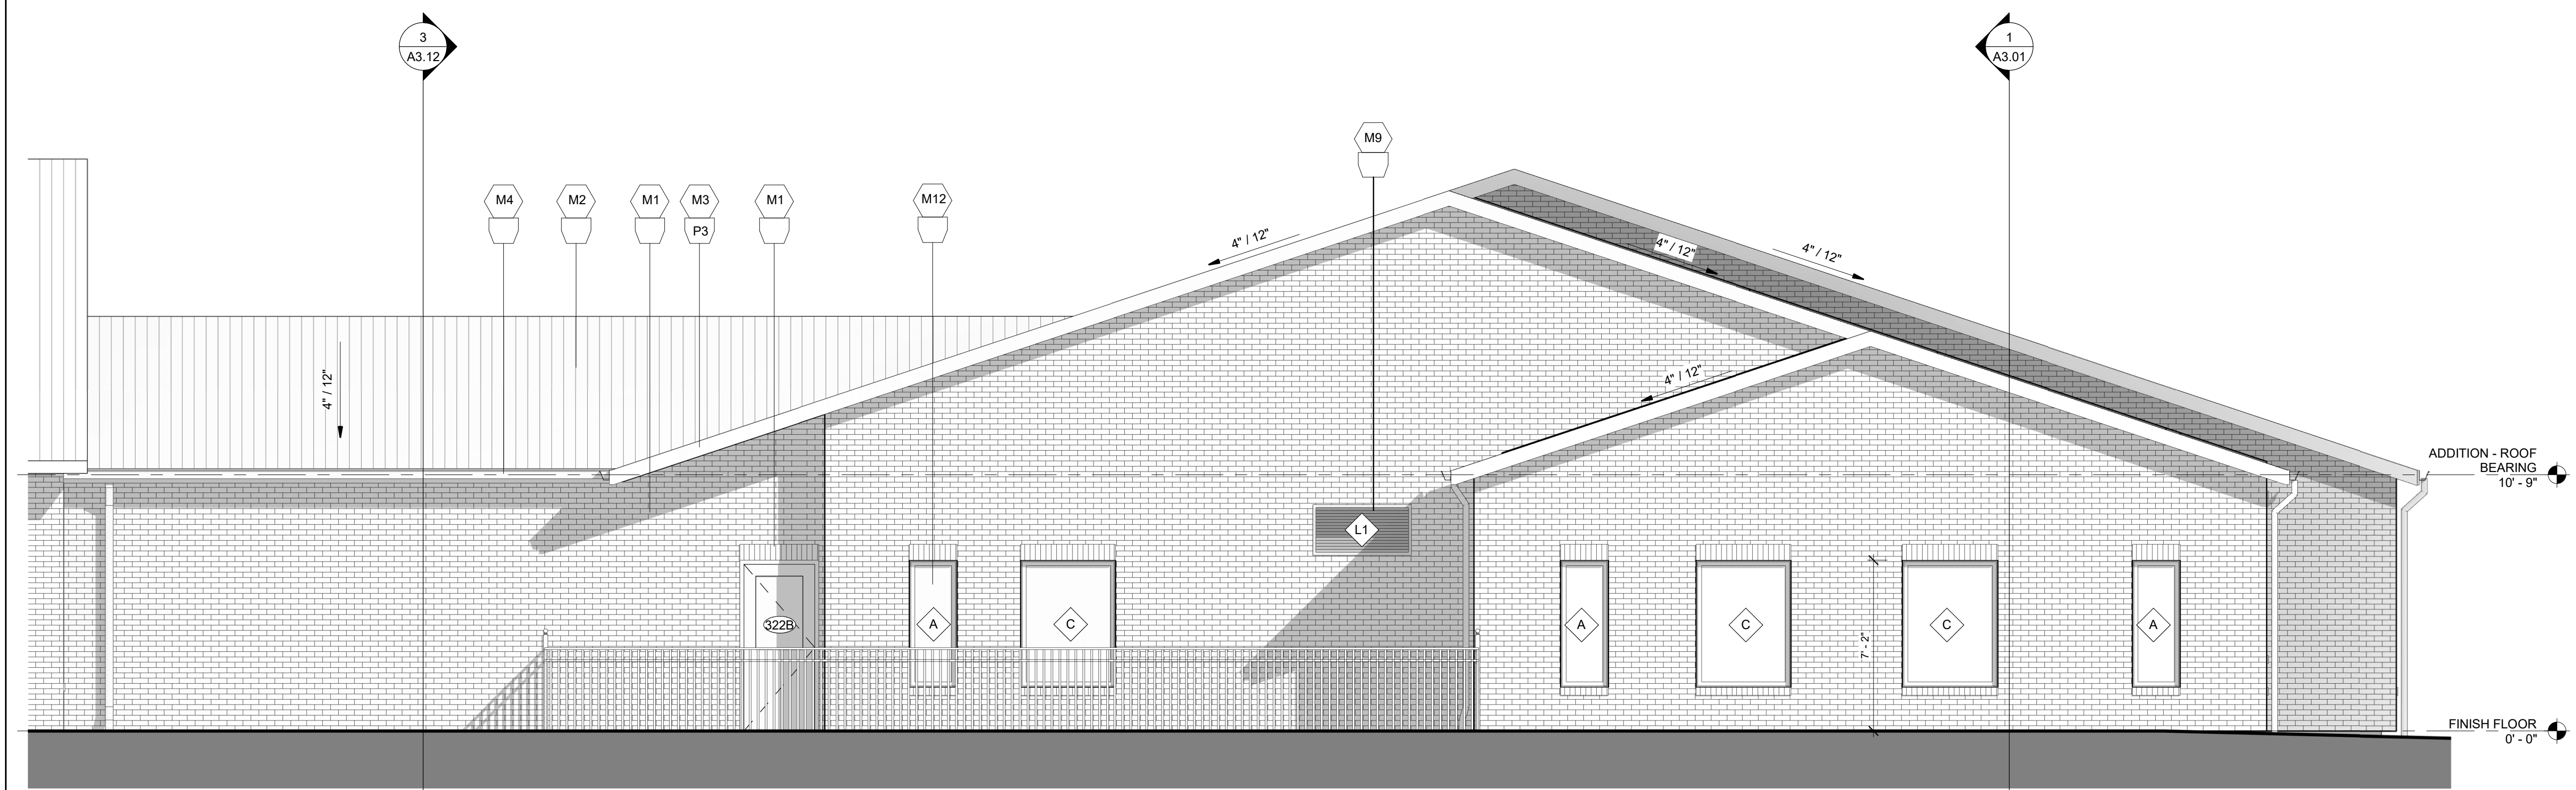 3
A3.12
1
A3.01
M9
M4
M2
M1
M3
P3
M1
M12
4" / 12"
4" / 12"
4" / 12"
4" / 12"
4" / 12"
ADDITION - ROOF
BEARING
10' - 9"
L1
322B
A
C
A
C
C
A
7' - 2"
FINISH FLOOR
0' - 0"